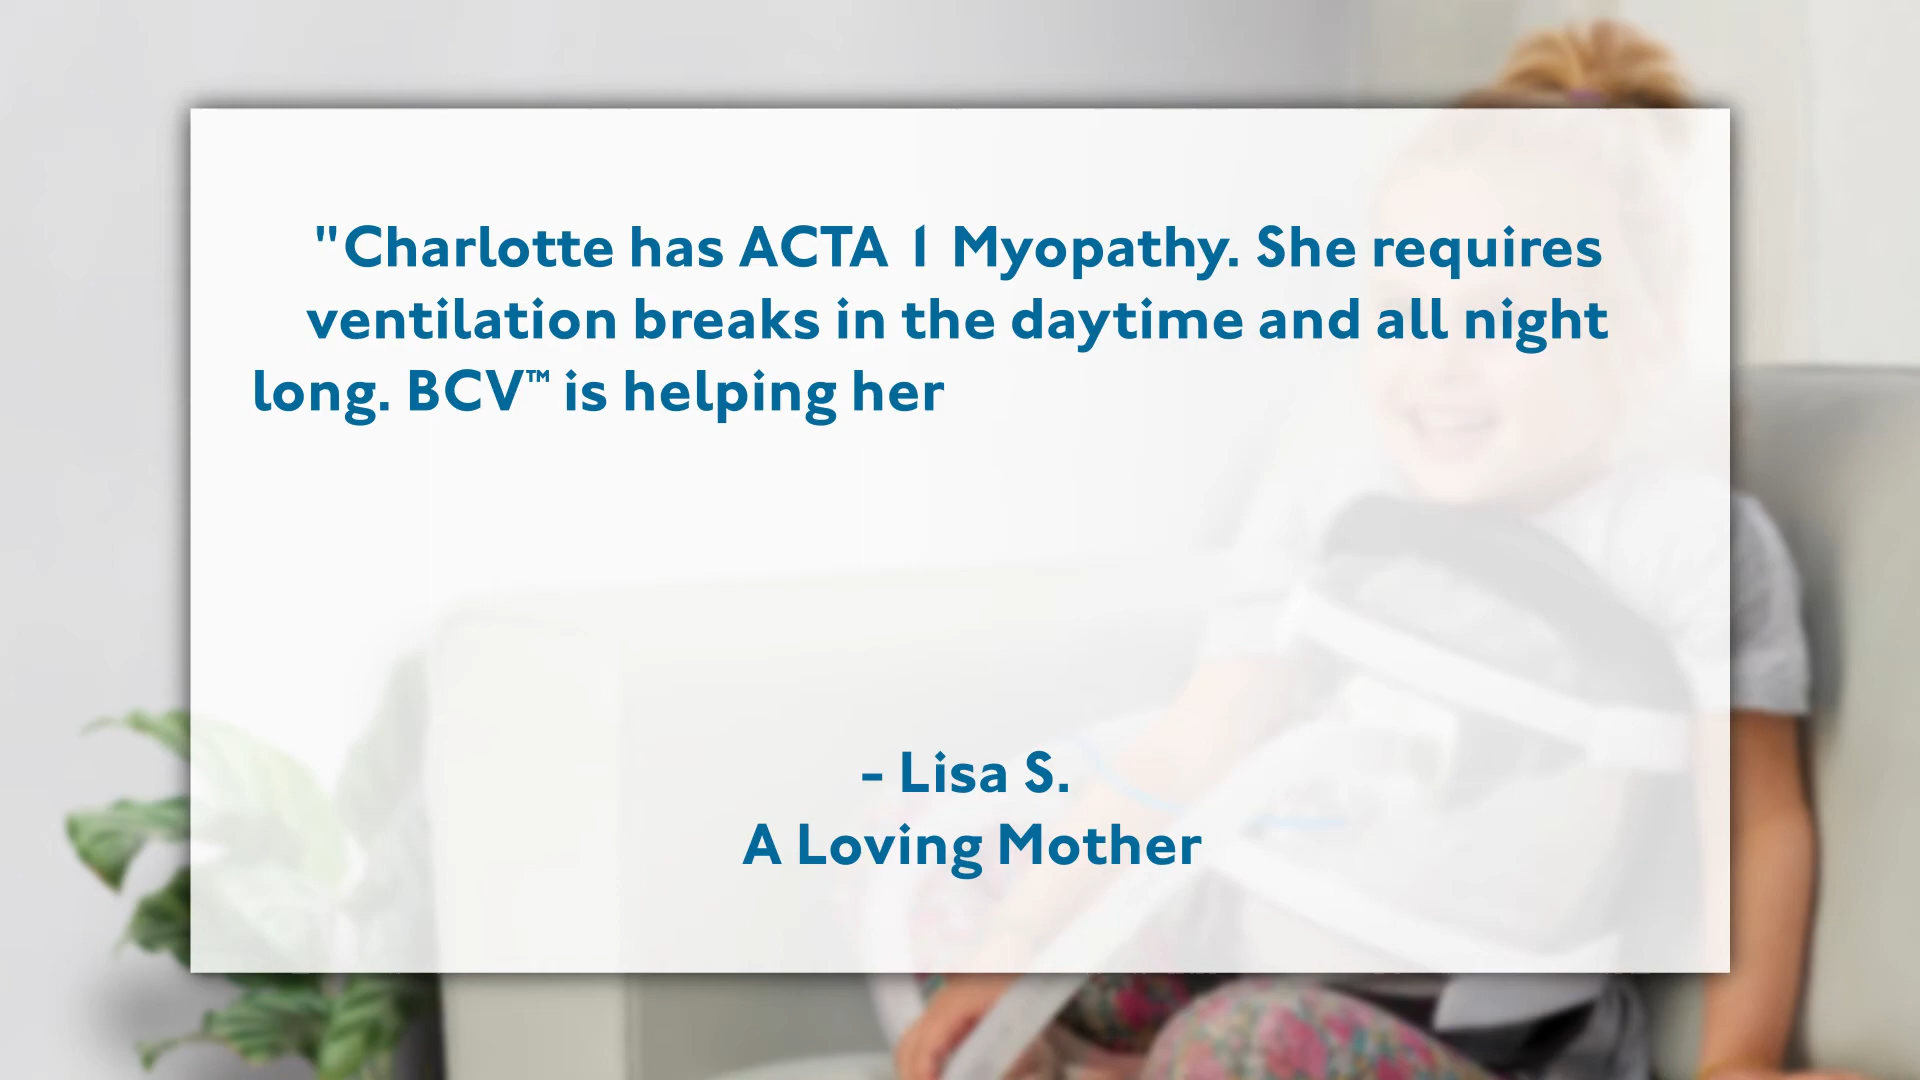 "Charlotte has ACTA 1 Myopathy. She requires
ventilation breaks in the daytime and all night
long. BCV™ is helping her
- Lisa S.
A Loving Mother